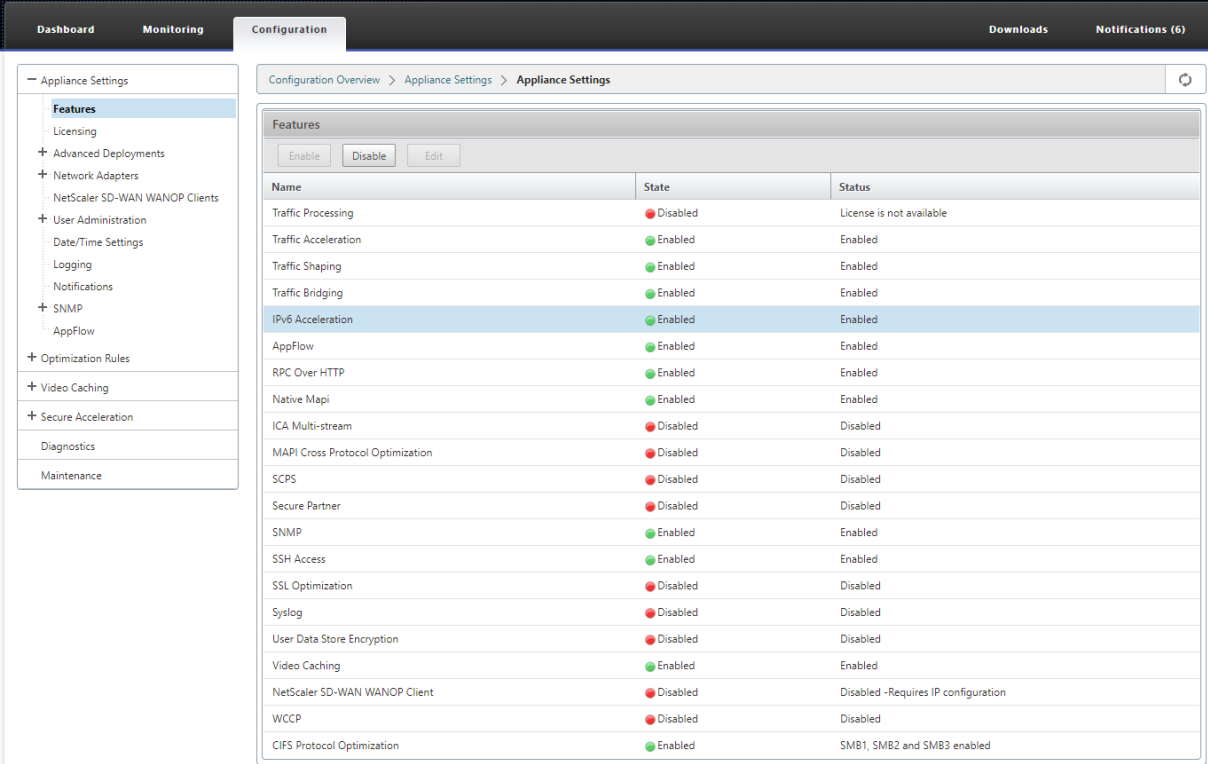 Dashboard Monitoring Configuration Downloads Notifications (6)
Appliance Settings
Features
Licensing
Advanced Deployments
Network Adapters
NetScaler SD-WAN WANOP Clients
User Administration
Date/Time Settings
Logging
Notifications
SNMP
AppFlow
Optimization Rules
Video Caching
Secure Acceleration
Diagnostics
Maintenance
Configuration Overview > Appliance Settings > Appliance Settings
Features
Enable Disable Edit
Name State Status
Traffic Processing Disabled License is not available
Traffic Acceleration Enabled Enabled
Traffic Shaping Enabled Enabled
Traffic Bridging Enabled Enabled
IPv6 Acceleration Enabled Enabled
AppFlow Enabled Enabled
RPC Over HTTP Enabled Enabled
Native Mapi Enabled Enabled
ICA Multi-stream Disabled Disabled
MAPI Cross Protocol Optimization Disabled Disabled
SCPS Disabled Disabled
Secure Partner Disabled Disabled
SNMP Enabled Enabled
SSH Access Enabled Enabled
SSL Optimization Disabled Disabled
Syslog Disabled Disabled
User Data Store Encryption Disabled Disabled
Video Caching Enabled Enabled
NetScaler SD-WAN WANOP Client Disabled Disabled -Requires IP configuration
WCCP Disabled Disabled
CIFS Protocol Optimization Enabled SMB1, SMB2 and SMB3 enabled